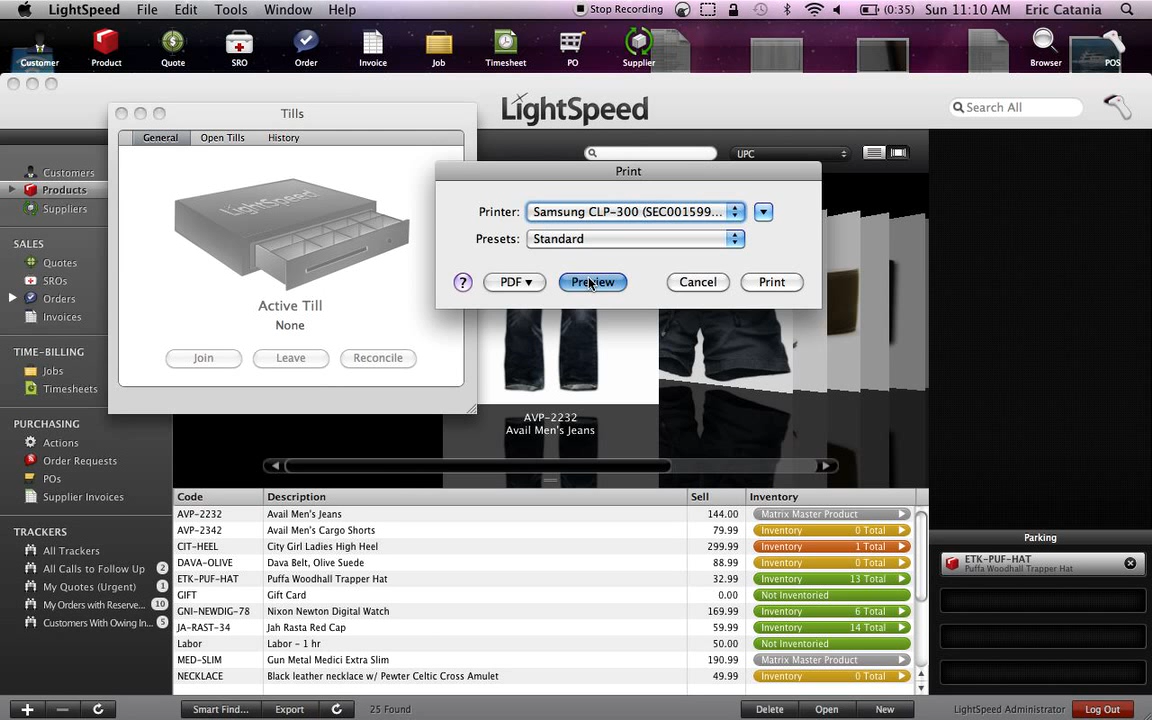 LightSpeed File Edit Tools Window Help Stop Recording (0:35) Sun 11:10 AM Eric Catania
Customer Product Quote SRO Order Invoice Job Timesheet PO Supplier Browser POS
LightSpeed
Search All
Tills
General Open Tills History
LightSpeed
Active Till
None
Join Leave Reconcile
UPC
Print
Printer: Samsung CLP-300 (SEC001599...
Presets: Standard
? PDF Preview Cancel Print
Customers
Products
Suppliers
SALES
Quotes
SROs
Orders
Invoices
TIME-BILLING
Jobs
Timesheets
PURCHASING
Actions
Order Requests
POs
Supplier Invoices
TRACKERS
All Trackers
All Calls to Follow Up 2
My Quotes (Urgent) 1
My Orders with Reserve... 10
Customers With Owing In... 5
AVP-2232
Avail Men's Jeans
Code Description Sell Inventory
AVP-2232 Avail Men's Jeans 144.00 Matrix Master Product
AVP-2342 Avail Men's Cargo Shorts 79.99 Inventory 0 Total
CIT-HEEL City Girl Ladies High Heel 299.99 Inventory 1 Total
DAVA-OLIVE Dava Belt, Olive Suede 88.99 Inventory 0 Total
ETK-PUF-HAT Puffa Woodhall Trapper Hat 32.99 Inventory 13 Total
GIFT Gift Card 0.00 Not Inventoried
GNI-NEWDIG-78 Nixon Newton Digital Watch 169.99 Inventory 6 Total
JA-RAST-34 Jah Rasta Red Cap 59.99 Inventory 14 Total
Labor Labor - 1 hr 50.00 Not Inventoried
MED-SLIM Gun Metal Medici Extra Slim 190.99 Matrix Master Product
NECKLACE Black leather necklace w/ Pewter Celtic Cross Amulet 49.99 Inventory 0 Total
Parking
ETK-PUF-HAT
Puffa Woodhall Trapper Hat
Smart Find... Export 25 Found Delete Open New LightSpeed Administrator Log Out